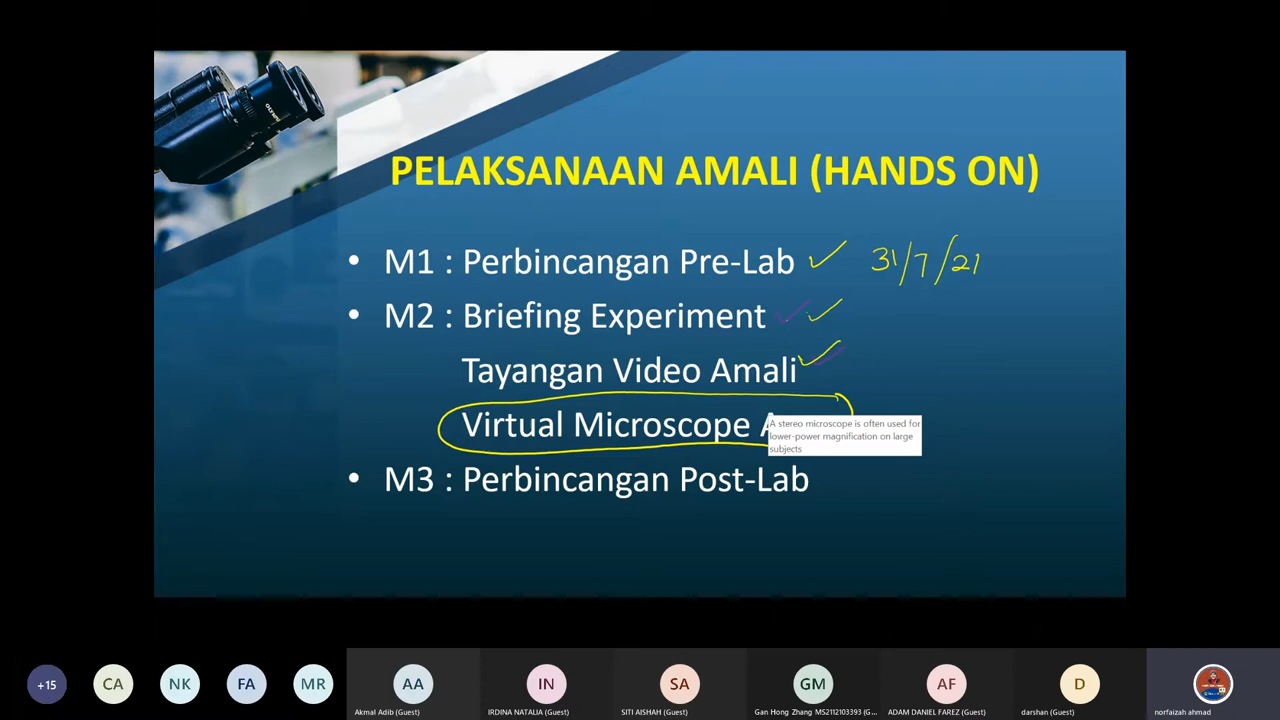 OLYMPUS
PELAKSANAAN AMALI (HANDS ON)
• M1 : Perbincangan Pre-Lab 31/7/21
• M2 : Briefing Experiment
Tayangan Video Amali
Virtual Microscope
A stereo microscope is often used for
lower-power magnification on large
subjects
• M3 : Perbincangan Post-Lab
+15 CA NK FA MR AA IN SA GM AF D
Akmal Adib (Guest) IRDINA NATALIA (Guest) SITI AISHAH (Guest) Gan Hong Zhang MS2112103393 (G... ADAM DANIEL FAREZ (Guest) darshan (Guest) norfaizah ahmad